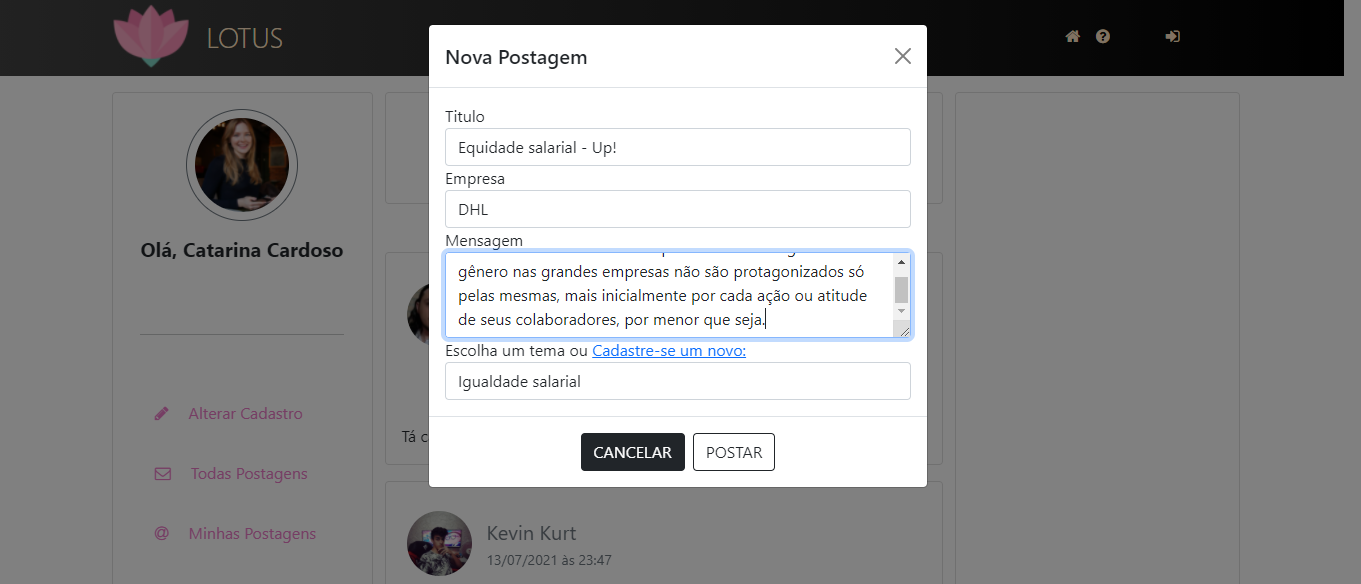 LOTUS
Nova Postagem
Titulo
Equidade salarial - Up!
Empresa
DHL
Mensagem
gênero nas grandes empresas não são protagonizados só
pelas mesmas, mais inicialmente por cada ação ou atitude
de seus colaboradores, por menor que seja.
Escolha um tema ou Cadastre-se um novo:
Igualdade salarial
CANCELAR
POSTAR
Olá, Catarina Cardoso
Alterar Cadastro
Todas Postagens
@ Minhas Postagens
Tá
Kevin Kurt
13/07/2021 às 23:47